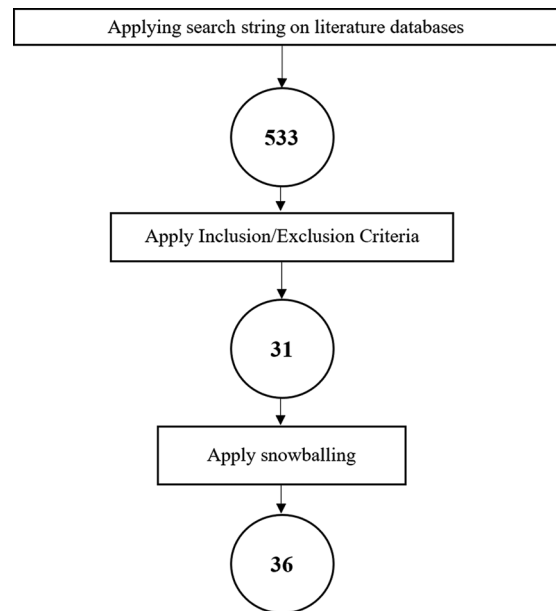 Applying search string on literature databases
533
Apply Inclusion/Exclusion Criteria
31
Apply snowballing
36